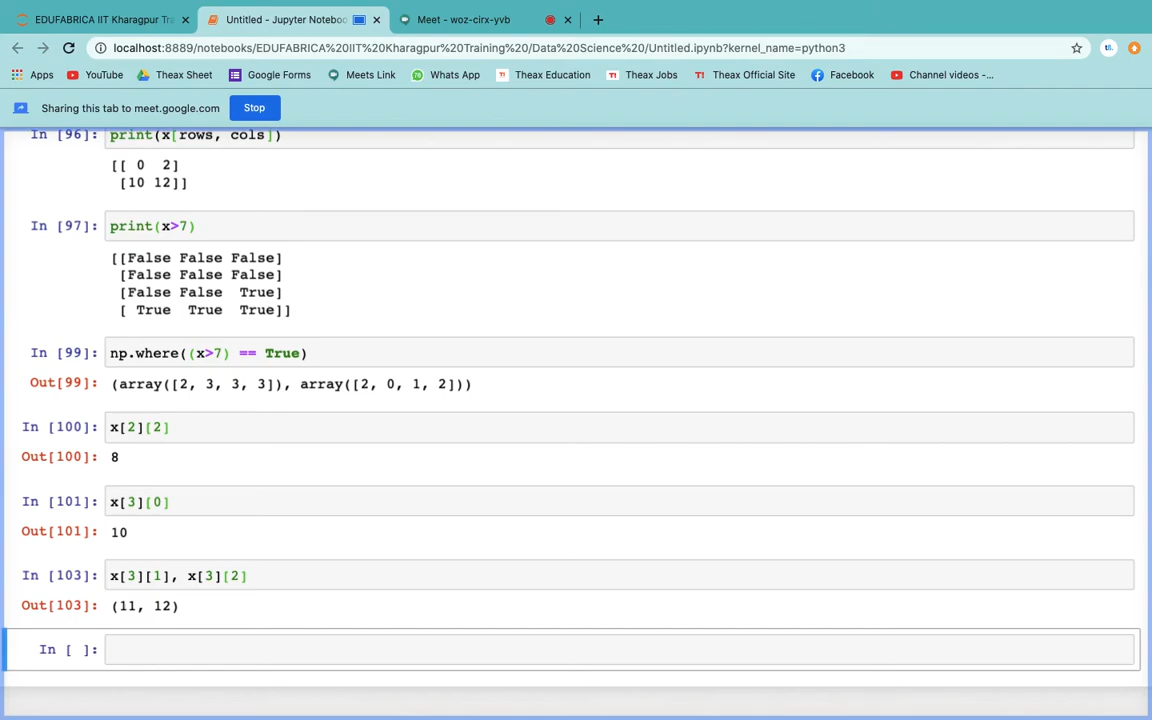 EDUFABRICA IIT Kharagpur Tra
Untitled - Jupyter Noteboo
Meet - woz-cirx-yvb
localhost:8889/notebooks/EDUFABRICA%20IIT%20Kharagpur%20Training%20/Data%20Science%20/Untitled.ipynb?kernel_name=python3
Apps YouTube Theax Sheet Google Forms Meets Link Whats App Theax Education Theax Jobs Theax Official Site Facebook Channel videos -...
Sharing this tab to meet.google.com Stop
In [96]: print(x[rows, cols])
[[ 0  2]
 [10 12]]
In [97]: print(x>7)
[[False False False]
 [False False False]
 [False False  True]
 [ True  True  True]]
In [99]: np.where((x>7) == True)
Out[99]: (array([2, 3, 3, 3]), array([2, 0, 1, 2]))
In [100]: x[2][2]
Out[100]: 8
In [101]: x[3][0]
Out[101]: 10
In [103]: x[3][1], x[3][2]
Out[103]: (11, 12)
In [ ]: